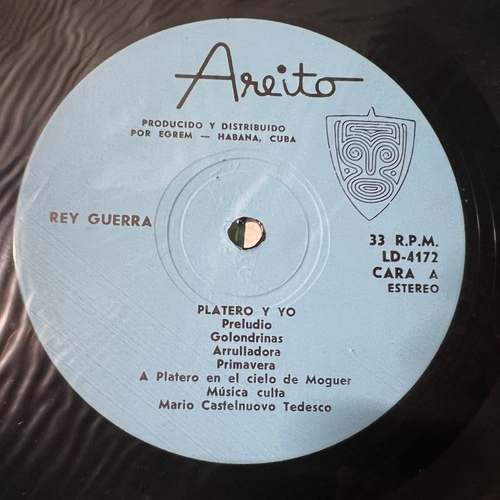 Areito
PRODUCIDO Y DISTRIBUIDO
POR EGREM — HABANA, CUBA
REY GUERRA
33 R.P.M.
LD-4172
CARA A
ESTEREO
PLATERO Y YO
Preludio
Golondrinas
Arrulladora
Primavera
A Platero en el cielo de Moguer
Música culta
Mario Castelnuovo Tedesco